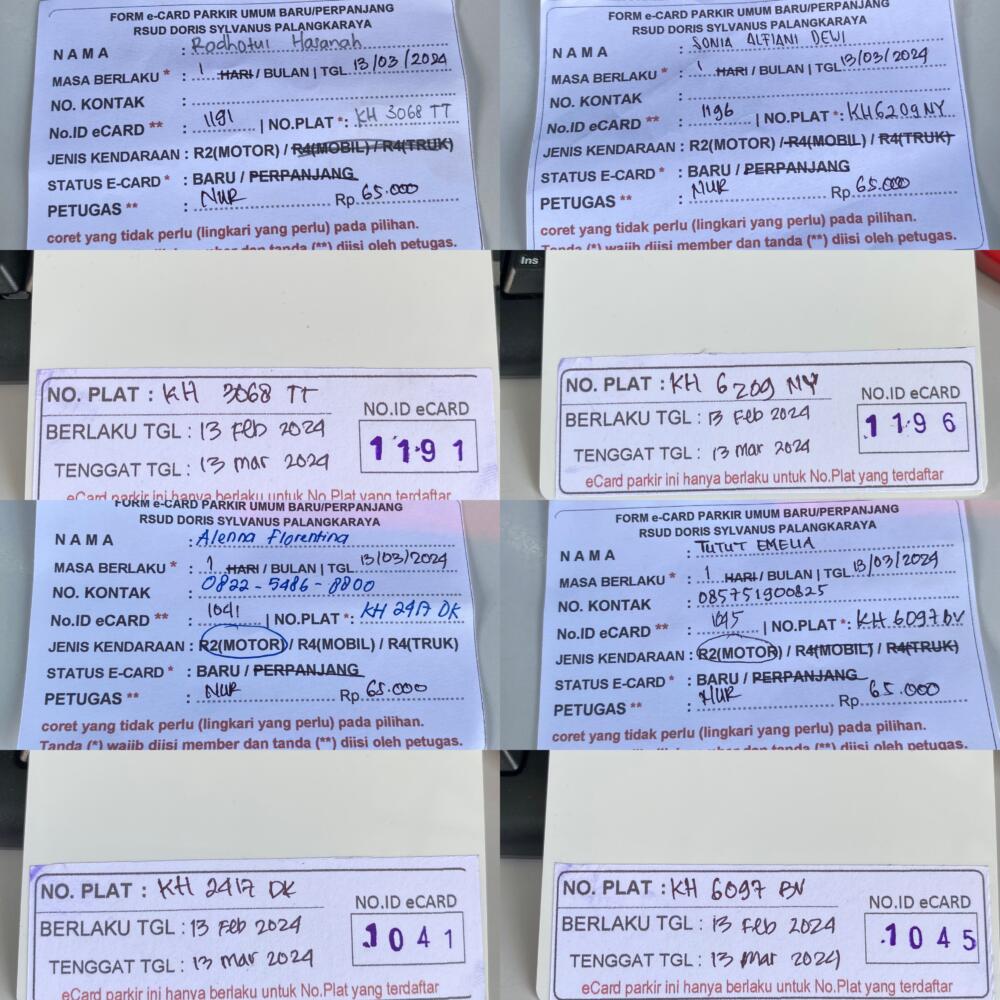 FORM e-CARD PARKIR UMUM BARU/PERPANJANG
RSUD DORIS SYLVANUS PALANGKARAYA
NAMA : Radhatul Hasanah
MASA BERLAKU * : 1 HARI / BULAN | TGL 13/03/2024
NO. KONTAK :
No.ID eCARD ** : 1191 | NO.PLAT *: KH 3068 TT
JENIS KENDARAAN : R2(MOTOR) / R4(MOBIL) / R4(TRUK)
STATUS E-CARD * : BARU / PERPANJANG
PETUGAS ** : NUR Rp 65.000
coret yang tidak perlu (lingkari yang perlu) pada pilihan.
Tanda (*) wajib diisi member dan tanda (**) diisi oleh petugas.
FORM e-CARD PARKIR UMUM BARU/PERPANJANG
RSUD DORIS SYLVANUS PALANGKARAYA
NAMA : SONIA ALFIANI DEWI
MASA BERLAKU * : 1 HARI / BULAN | TGL 13/03/2024
NO. KONTAK :
No.ID eCARD ** : 1196 | NO.PLAT *: KH 6209 NY
JENIS KENDARAAN : R2(MOTOR) / R4(MOBIL) / R4(TRUK)
STATUS E-CARD * : BARU / PERPANJANG
PETUGAS ** : NUR Rp 65.000
coret yang tidak perlu (lingkari yang perlu) pada pilihan.
Tanda (*) wajib diisi member dan tanda (**) diisi oleh petugas.
NO. PLAT : KH 3068 TT
BERLAKU TGL : 13 Feb 2024
TENGGAT TGL : 13 Mar 2024
NO.ID eCARD
1191
eCard parkir ini hanya berlaku untuk No.Plat yang terdaftar
Ins
NO. PLAT : KH 6209 NY
BERLAKU TGL : 13 Feb 2024
TENGGAT TGL : 13 mar 2024
NO.ID eCARD
1196
eCard parkir ini hanya berlaku untuk No.Plat yang terdaftar
FORM e-CARD PARKIR UMUM BARU/PERPANJANG
RSUD DORIS SYLVANUS PALANGKARAYA
NAMA : Alenna Florentina
MASA BERLAKU * : 1 HARI / BULAN | TGL 13/03/2024
NO. KONTAK : 0822-5486-8800
No.ID eCARD ** : 1041 | NO.PLAT *: KH 2417 DK
JENIS KENDARAAN : R2(MOTOR) / R4(MOBIL) / R4(TRUK)
STATUS E-CARD * : BARU / PERPANJANG
PETUGAS ** : NUR Rp 65.000
coret yang tidak perlu (lingkari yang perlu) pada pilihan.
Tanda (*) wajib diisi member dan tanda (**) diisi oleh petugas.
FORM e-CARD PARKIR UMUM BARU/PERPANJANG
RSUD DORIS SYLVANUS PALANGKARAYA
NAMA : TUTUT EMELIA
MASA BERLAKU * : 1 HARI / BULAN | TGL 13/03/2024
NO. KONTAK : 085751900825
No.ID eCARD ** : 1045 | NO.PLAT *: KH 6097 BV
JENIS KENDARAAN : R2(MOTOR) / R4(MOBIL) / R4(TRUK)
STATUS E-CARD * : BARU / PERPANJANG
PETUGAS ** : NUR Rp 65.000
coret yang tidak perlu (lingkari yang perlu) pada pilihan.
member dan tanda (**) diisi oleh petugas.
NO. PLAT : KH 2417 DK
BERLAKU TGL : 13 Feb 2024
TENGGAT TGL : 13 mar 2024
NO.ID eCARD
1041
eCard parkir ini hanya berlaku untuk No.Plat yang terdaftar
NO. PLAT : KH 6097 BV
BERLAKU TGL : 13 Feb 2024
TENGGAT TGL : 13 mar 2024
NO.ID eCARD
1045
eCard parkir ini hanya berlaku untuk No.Plat yang terdaftar